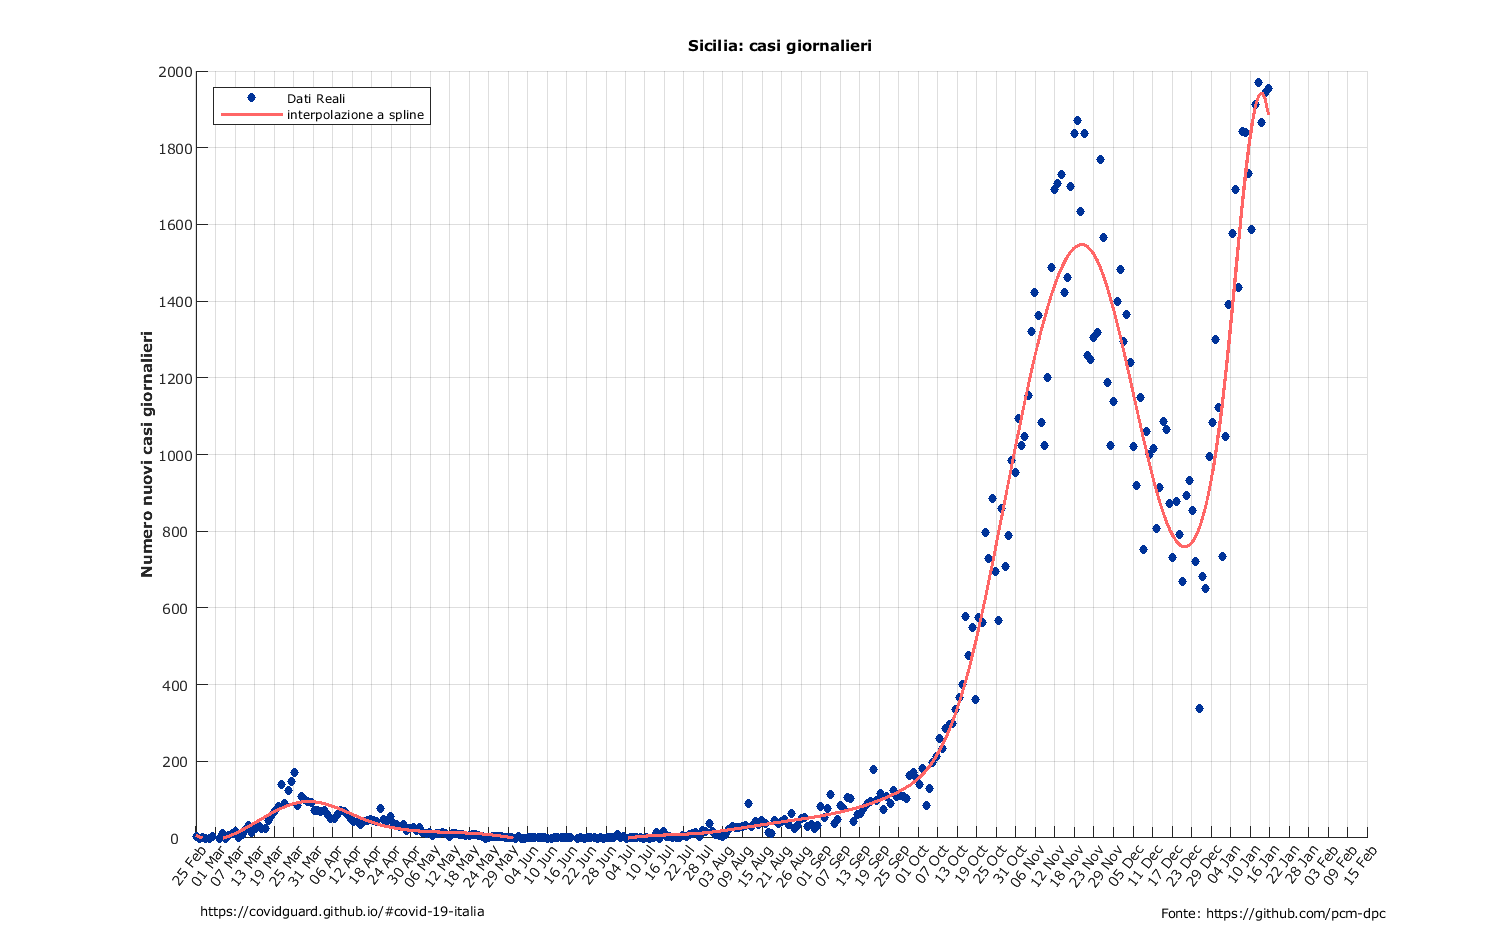 Sicilia: casi giornalieri
Dati Reali
interpolazione a spline
Numero nuovi casi giornalieri
2000
1800
1600
1400
1200
1000
800
600
400
200
0
25 Feb
01 Mar
07 Mar
13 Mar
19 Mar
25 Mar
31 Mar
06 Apr
12 Apr
18 Apr
24 Apr
30 Apr
06 May
12 May
18 May
24 May
29 May
04 Jun
10 Jun
16 Jun
22 Jun
28 Jun
04 Jul
10 Jul
16 Jul
22 Jul
28 Jul
03 Aug
09 Aug
15 Aug
21 Aug
26 Aug
01 Sep
07 Sep
13 Sep
19 Sep
25 Sep
01 Oct
07 Oct
13 Oct
19 Oct
25 Oct
31 Oct
06 Nov
12 Nov
18 Nov
23 Nov
29 Nov
05 Dec
11 Dec
17 Dec
23 Dec
29 Dec
04 Jan
10 Jan
16 Jan
22 Jan
28 Jan
03 Feb
09 Feb
15 Feb
https://covidguard.github.io/#covid-19-italia
Fonte: https://github.com/pcm-dpc